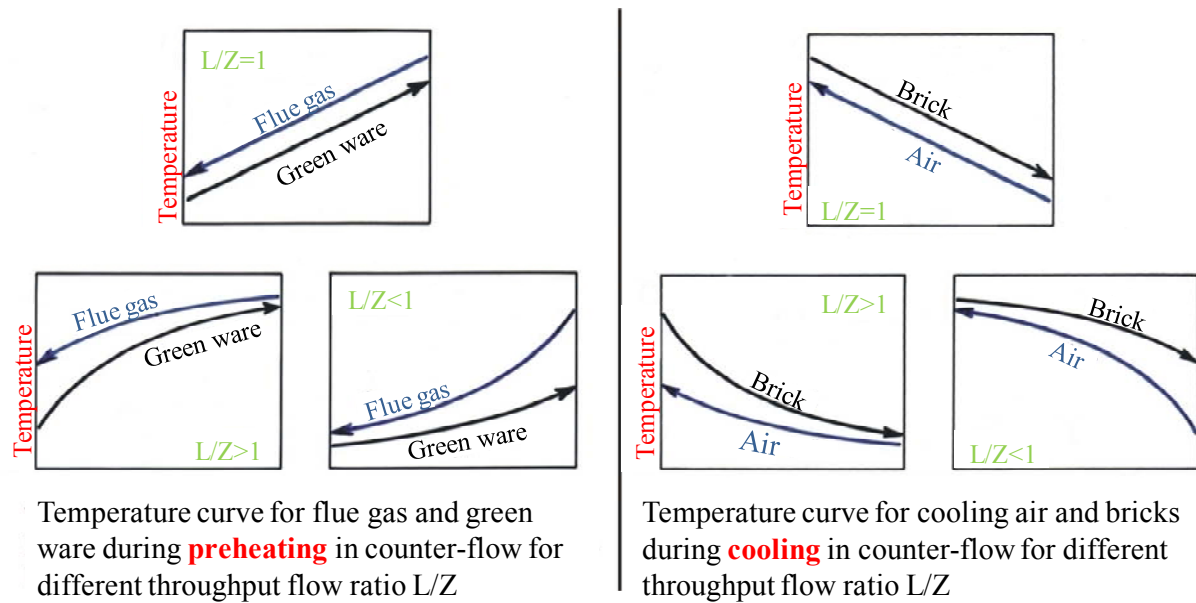 L/Z=1
Flue gas
Green ware
Temperature
Flue gas
Green ware
Temperature
L/Z>1
L/Z<1
Flue gas
Green ware
Temperature curve for flue gas and green
ware during preheating in counter-flow for
different throughput flow ratio L/Z
Brick
Air
Temperature
L/Z=1
L/Z>1
Brick
Air
Temperature
Brick
Air
L/Z<1
Temperature curve for cooling air and bricks
during cooling in counter-flow for different
throughput flow ratio L/Z